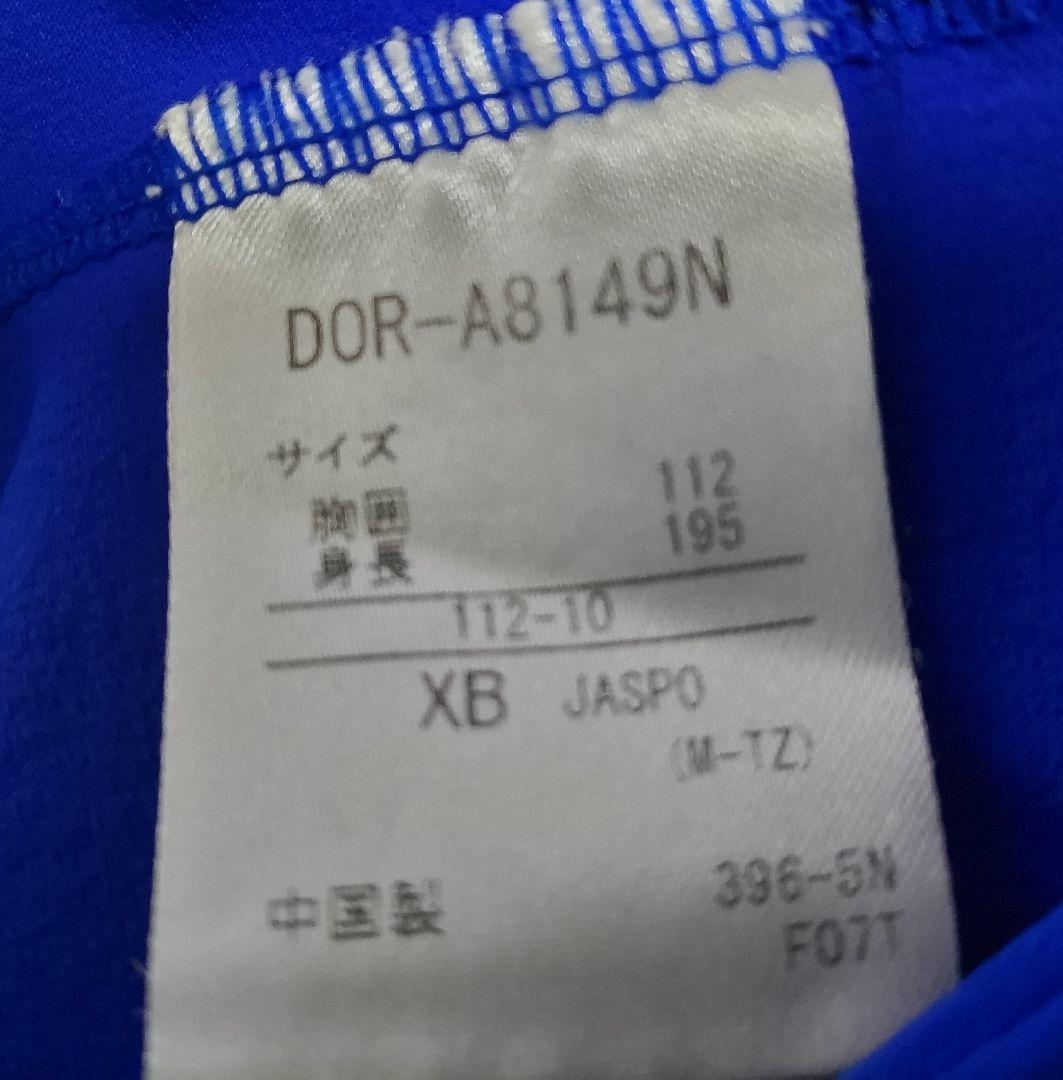 DOR-A8149N
サイズ
胸囲 112
身長 195
112-10
XB JASPO
(M-TZ)
中国製 396-5N
F07T